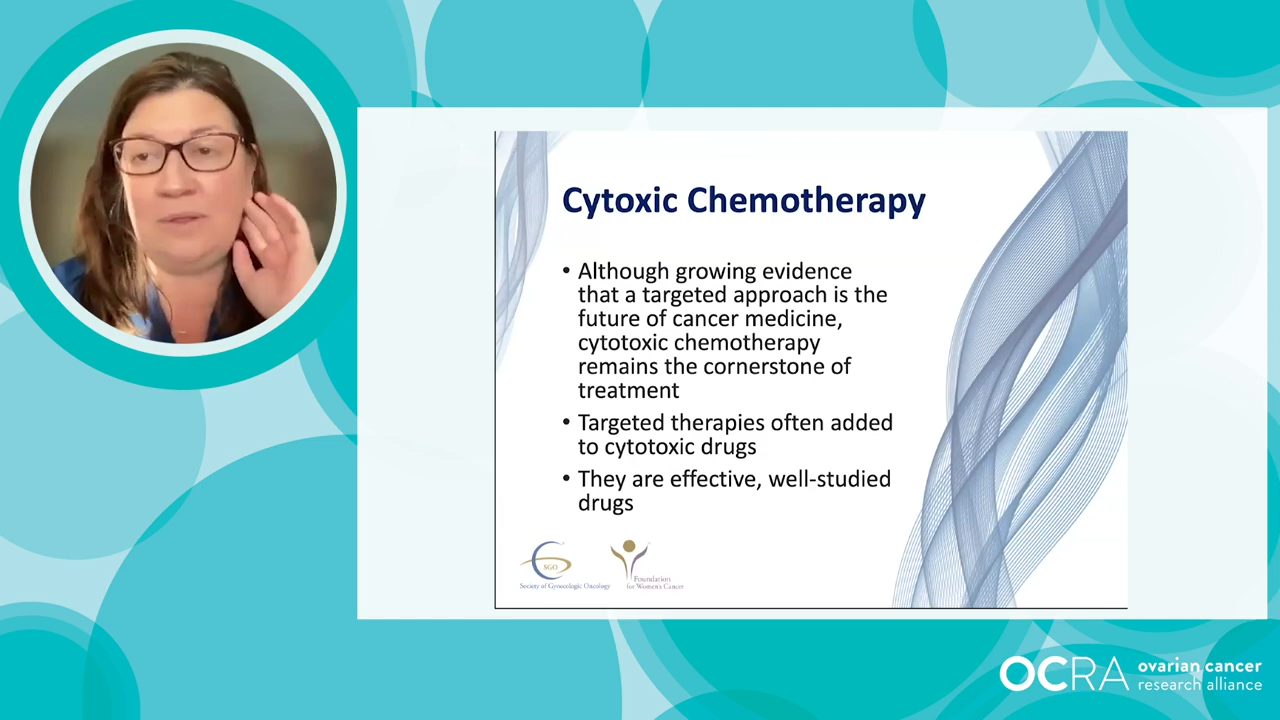 Cytoxic Chemotherapy
• Although growing evidence
that a targeted approach is the
future of cancer medicine,
cytotoxic chemotherapy
remains the cornerstone of
treatment
• Targeted therapies often added
to cytotoxic drugs
• They are effective, well-studied
drugs
SGO
Society of Gynecologic Oncology
Foundation
for Women's Cancer
OCRA
ovarian cancer
research alliance